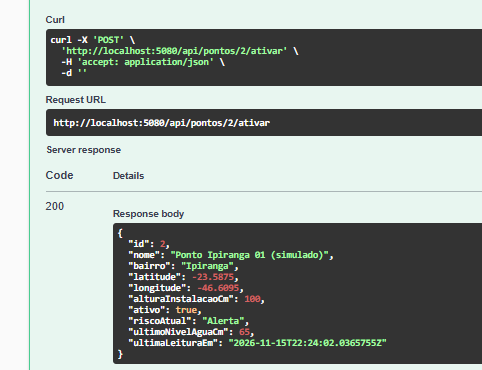 Curl
curl -X 'POST' \
'http://localhost:5080/api/pontos/2/ativar' \
-H 'accept: application/json' \
-d ''
Request URL
http://localhost:5080/api/pontos/2/ativar
Server response
Code Details
200
Response body
{
"id": 2,
"nome": "Ponto Ipiranga 01 (simulado)",
"bairro": "Ipiranga",
"latitude": -23.5875,
"longitude": -46.6095,
"alturaInstalacaoCm": 100,
"ativo": true,
"riscoAtual": "Alerta",
"ultimoNivelAguaCm": 65,
"ultimaLeituraEm": "2026-11-15T22:24:02.0365755Z"
}